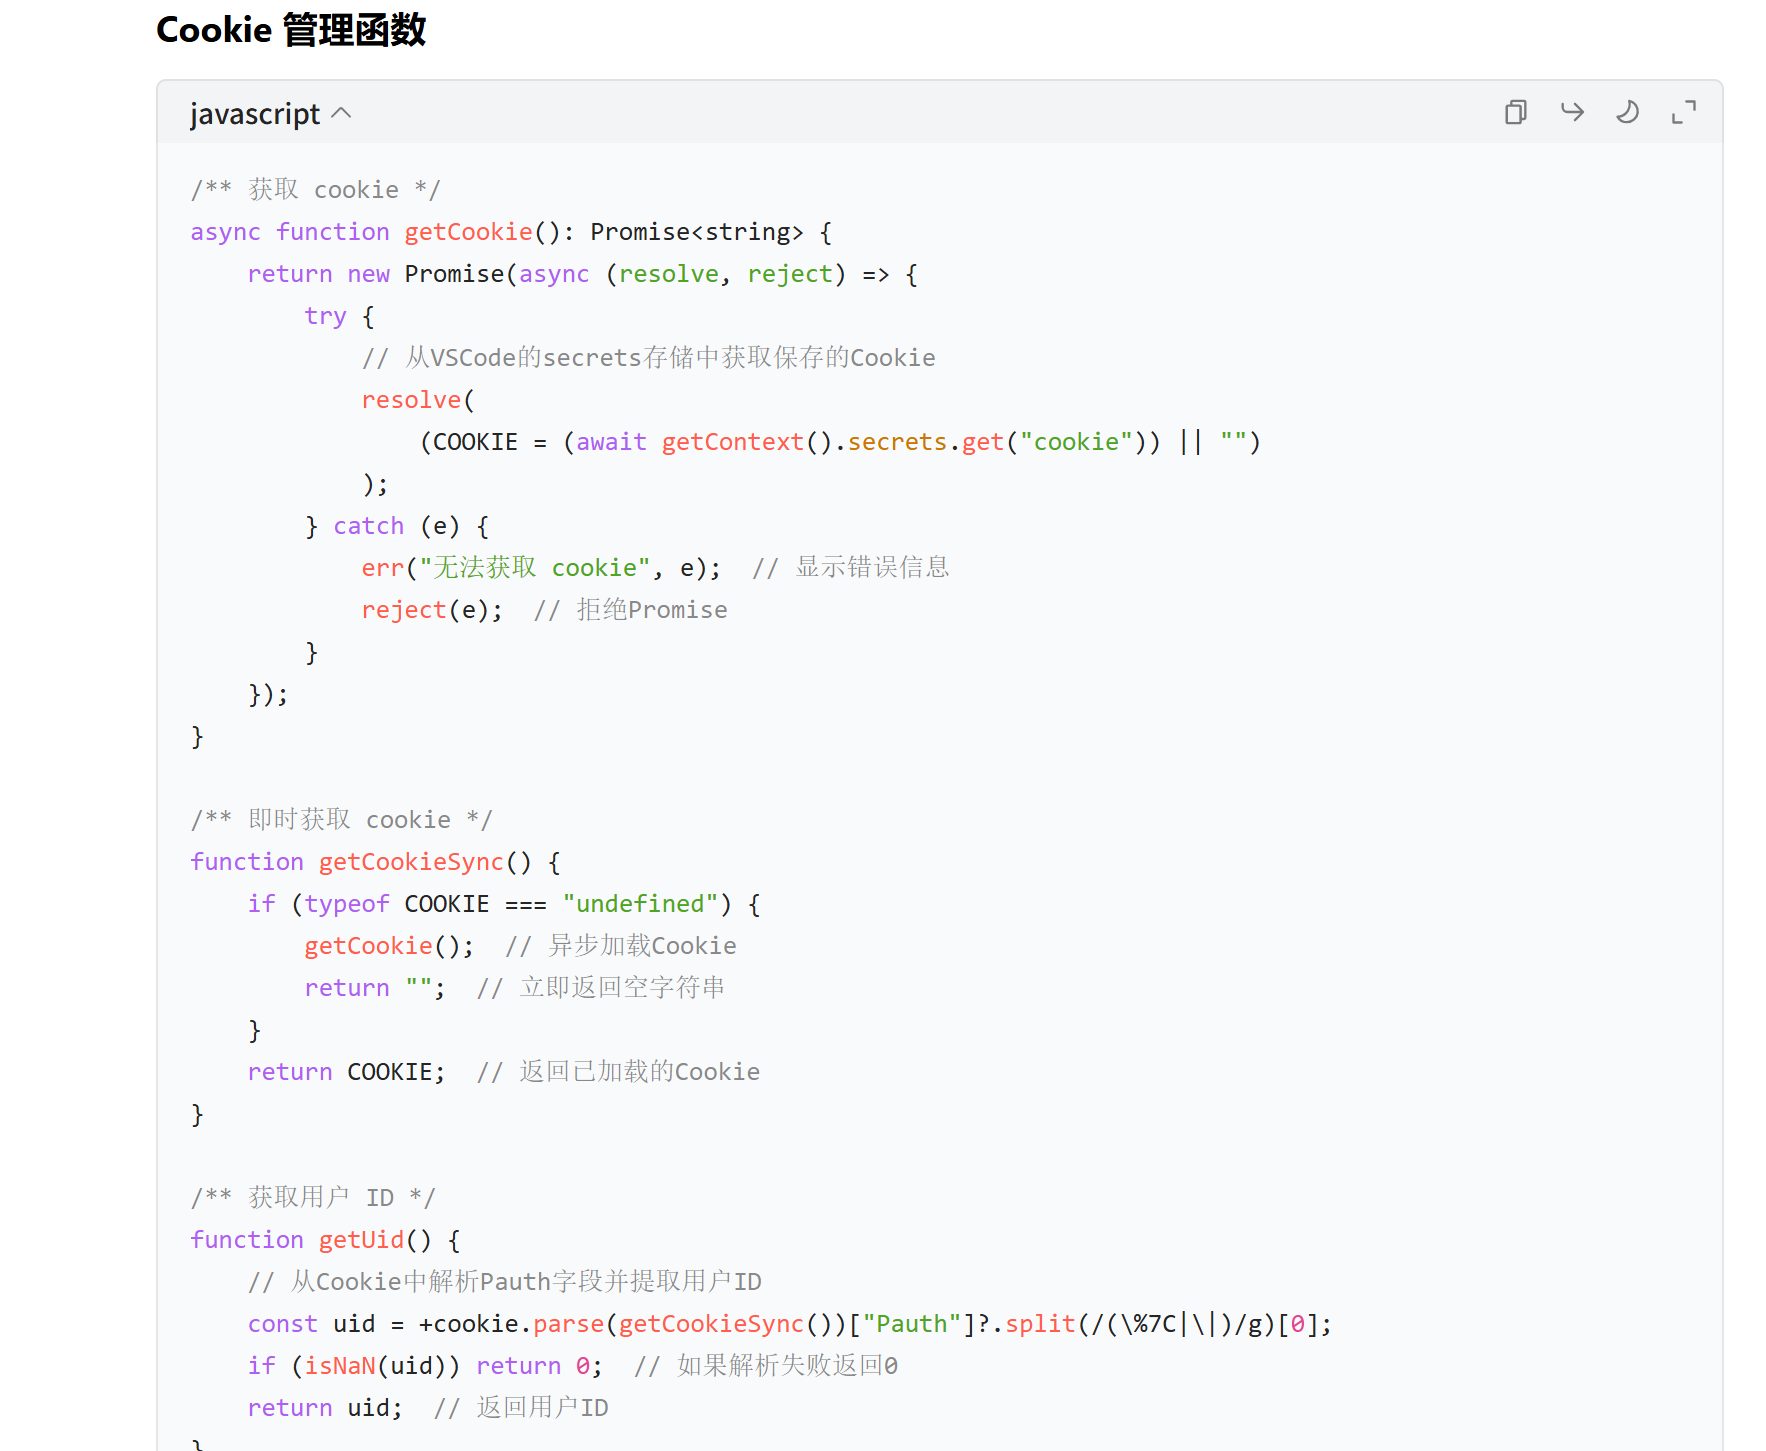 Cookie 管理函数
javascript
/** 获取 cookie */
async function getCookie(): Promise<string> {
    return new Promise(async (resolve, reject) => {
        try {
            // 从VSCode的secrets存储中获取保存的Cookie
            resolve(
                (COOKIE = (await getContext().secrets.get("cookie")) || "")
            );
        } catch (e) {
            err("无法获取 cookie", e);  // 显示错误信息
            reject(e);  // 拒绝Promise
        }
    });
}
/** 即时获取 cookie */
function getCookieSync() {
    if (typeof COOKIE === "undefined") {
        getCookie();  // 异步加载Cookie
        return "";  // 立即返回空字符串
    }
    return COOKIE;  // 返回已加载的Cookie
}
/** 获取用户 ID */
function getUid() {
    // 从Cookie中解析Pauth字段并提取用户ID
    const uid = +cookie.parse(getCookieSync())["Pauth"]?.split(/(\%7C|\|)/g)[0];
    if (isNaN(uid)) return 0;  // 如果解析失败返回0
    return uid;  // 返回用户ID
}